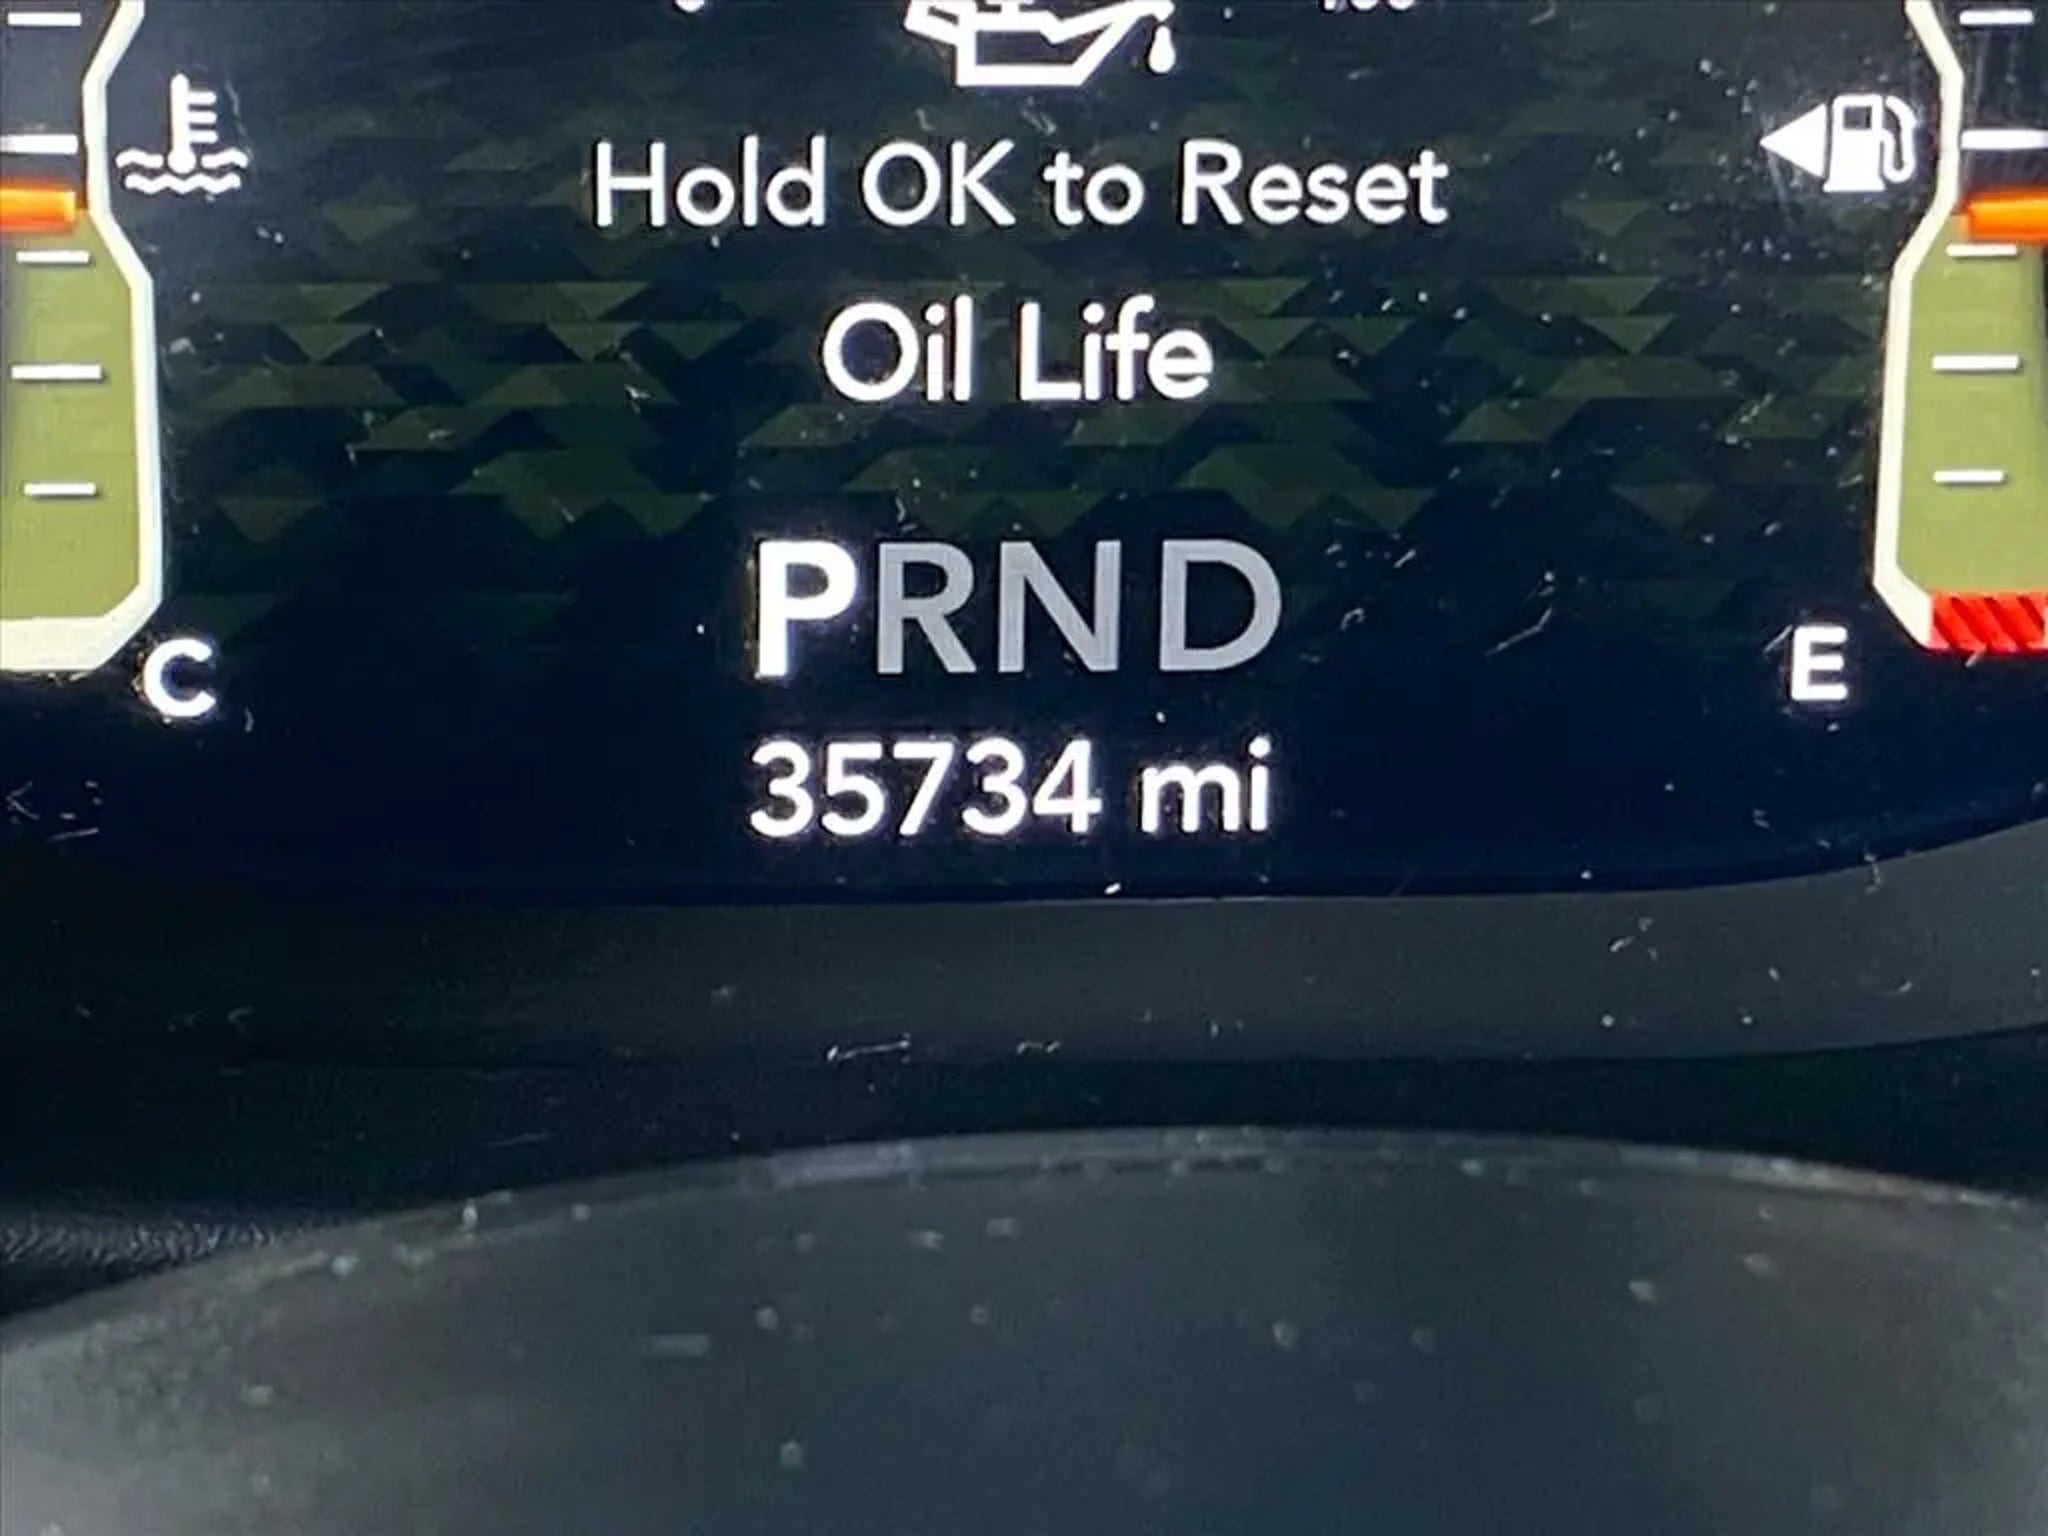 Hold OK to Reset
Oil Life
PRND
C
E
35734 mi